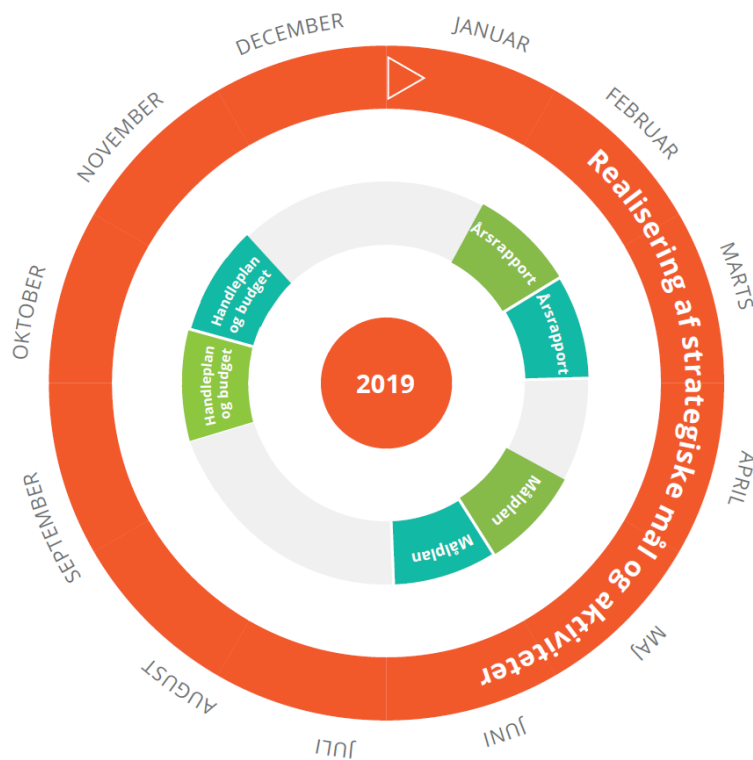 JANUAR
FEBRUAR
MARTS
APRIL
MAJ
JUNI
JULI
AUGUST
SEPTEMBER
OKTOBER
NOVEMBER
DECEMBER
Realisering af strategiske mål og aktiviteter
Årsrapport
Årsrapport
Målplan
Målplan
Handleplan
og budget
Handleplan
og budget
2019